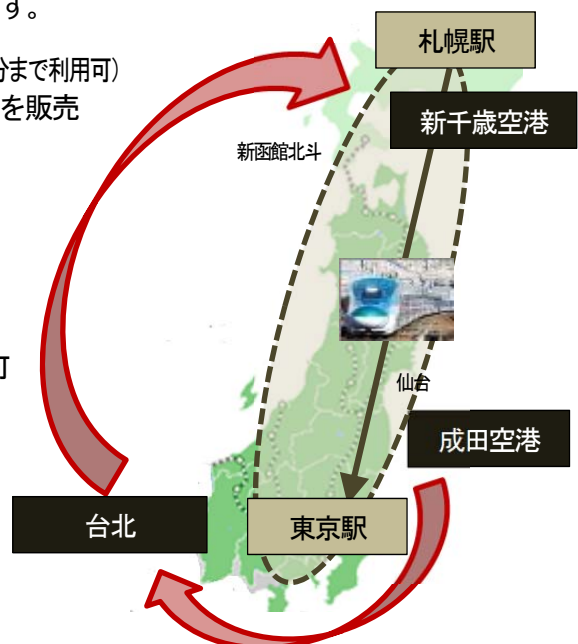 す。
分まで利用可）
を販売
可
札幌駅
新千歳空港
新函館北斗
仙台
成田空港
台北
東京駅